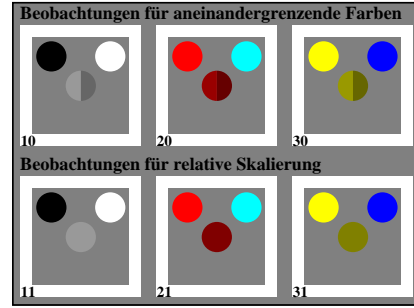 Beobachtungen für aneinandergrenzende Farben
10 20 30
Beobachtungen für relative Skalierung
11 21 31